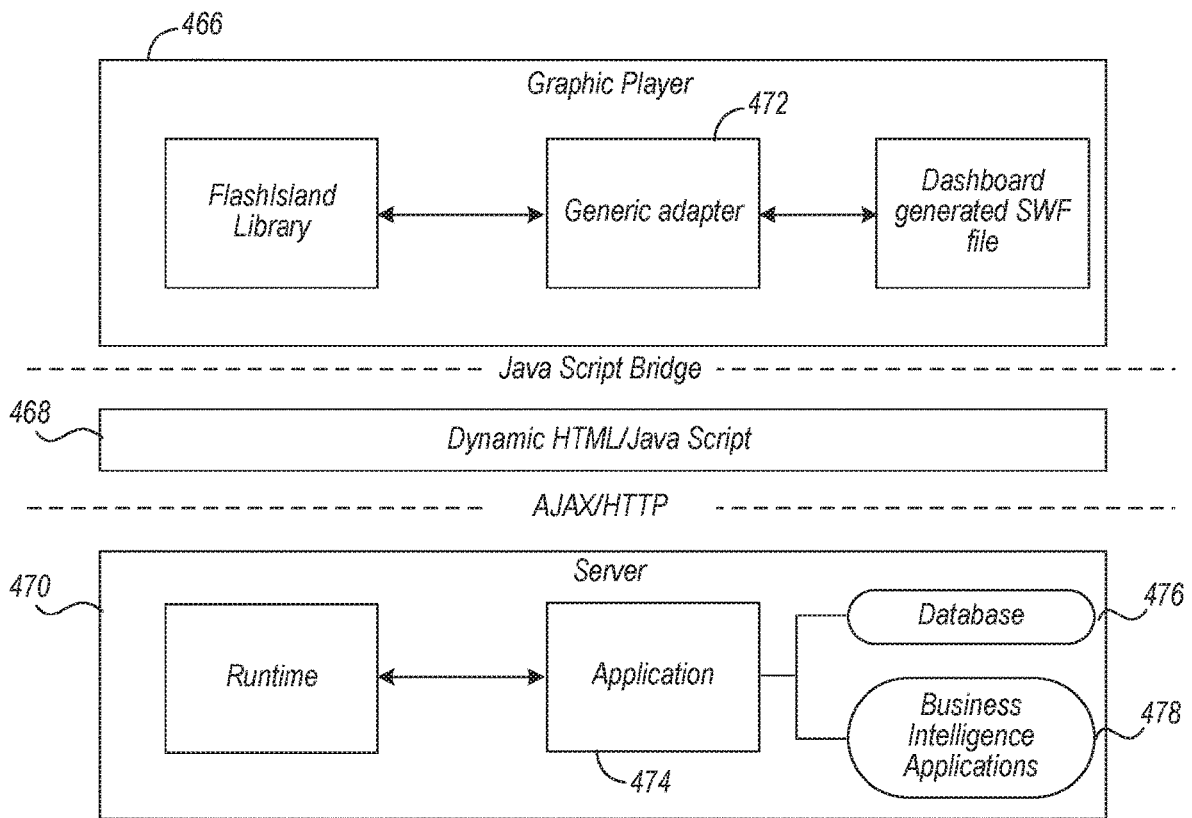 466
Graphic Player
472
FlashIsland
Library
Generic adapter
Dashboard
generated SWF
file
Java Script Bridge
468
Dynamic HTML/Java Script
AJAX/HTTP
470
Server
Runtime
Application
474
Database
476
Business
Intelligence
Applications
478